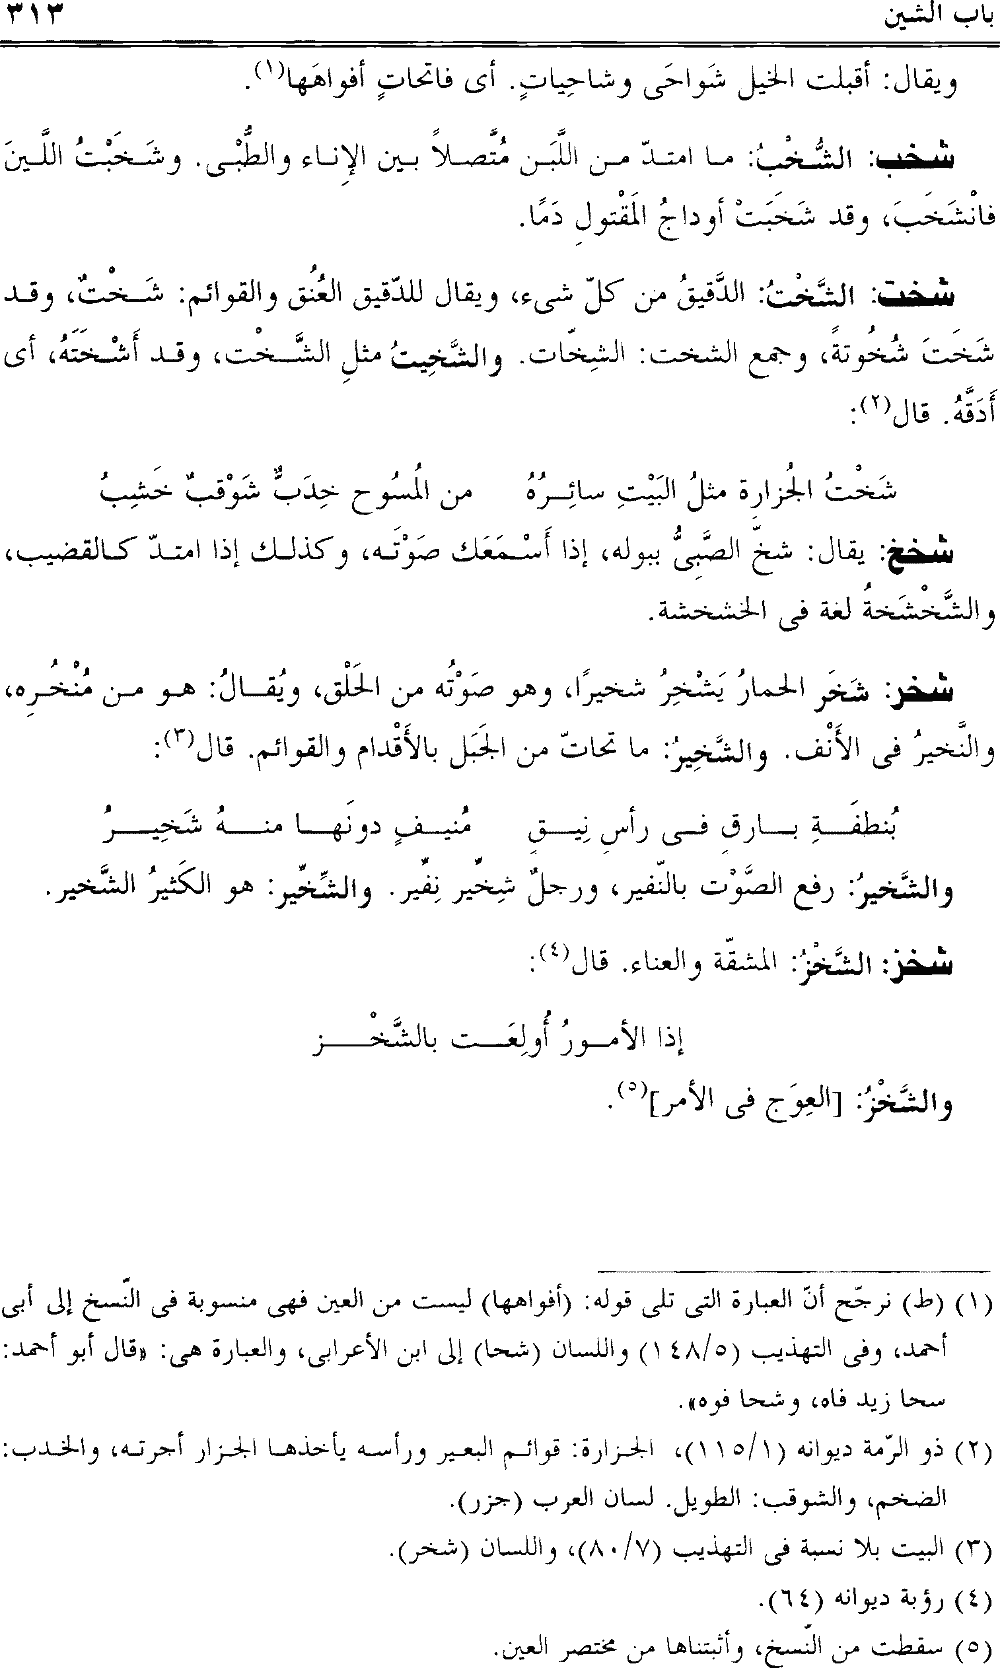 باب الشين ٣١٣
ويقال: أقبلت الخيل شَواحَى وشاحِياتٍ. أى فاتحاتٍ أفواهَها(١).
شخب: الشُّخْبُ: ما امتدّ من اللَّبَن مُتَّصلاً بين الإِناء والطُّبْى. وشَخَبْتُ اللَّبنَ
فانْشَخَبَ، وقد شَخَبَتْ أوداجُ المَقْتولِ دَمًا.
شخت: الشَّخْتُ: الدَّقيقُ من كلّ شىء، ويقال للدّقيق العُنُق والقوائم: شَخْتٌ، وقد
شَخَتَ شُخُوتةً، وجمع الشخت: الشِخّات. والشَّخِيتُ مثلِ الشَّخْت، وقد أَشْخَتَهُ، أى
أَدَقَّهُ. قال(٢):
شَخْتُ الجُزارةِ مثلُ البَيْتِ سائِرُهُ من المُسُوح خِدَبٌّ شَوْقبٌ خَشِبُ
شخخ: يقال: شخّ الصَّبِىُّ ببوله، إذا أَسْمَعَك صَوْتَه، وكذلك إذا امتدّ كالقضيب،
والشَّخْشَخةُ لغة فى الخشخشة.
شخر: شَخَر الحمارُ يَشْخِرُ شخيرًا، وهو صَوْتُه من الحَلْق، ويُقالُ: هو من مُنْخُرِه،
والنَّخيرُ فى الأَنْف. والشَّخِيرُ: ما تحاتّ من الجَبَل بالأَقْدام والقوائم. قال(٣):
بُنطفَةِ بارقٍ فى رأسِ نِيقٍ مُنيفٍ دونَها منهُ شَخِيرُ
والشَّخيرُ: رفع الصَّوْت بالنّفير، ورجلٌ شِخِّير نِفِّير. والشِّخِّير: هو الكَثيرُ الشَّخير.
شخز: الشَّخْزُ: المشقّة والعناء. قال(٤):
إذا الأمورُ أُولِعَت بالشَّخْز
والشَّخْزُ: [العِوَج فى الأمر](٥).
(١) (ط) نرجّح أنّ العبارة التى تلى قوله: (أفواهها) ليست من العين فهى منسوبة فى النّسخ إلى أبى
أحمد، وفى التهذيب (١٤٨/٥) واللسان (شحا) إلى ابن الأعرابى، والعبارة هى: «قال أبو أحمد:
سحا زيد فاه، وشحا فوه».
(٢) ذو الرّمة ديوانه (١١٥/١)، الجزارة: قوائم البعير ورأسه يأخذها الجزار أجرته، والخدب:
الضخم، والشوقب: الطويل. لسان العرب (جزر).
(٣) البيت بلا نسبة فى التهذيب (٨٠/٧)، واللسان (شخر).
(٤) رؤبة ديوانه (٦٤).
(٥) سقطت من النّسخ، وأثبتناها من مختصر العين.